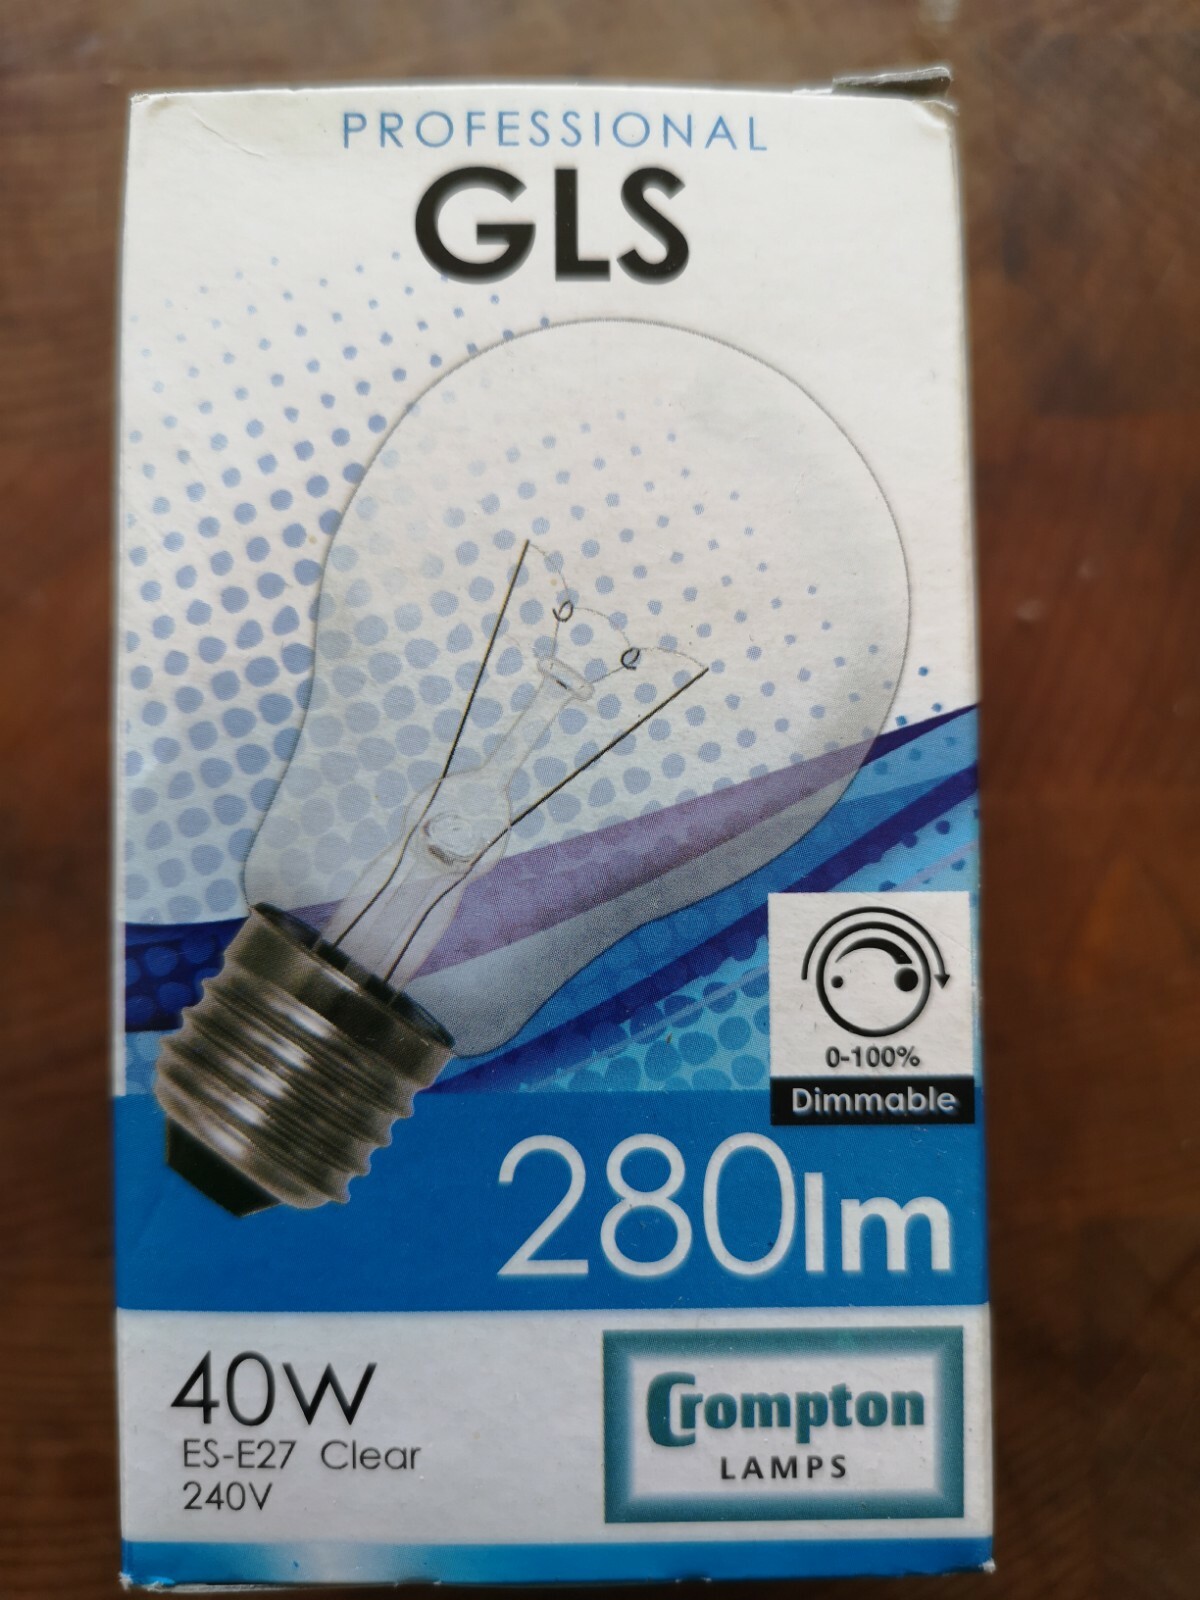 PROFESSIONAL
GLS
0-100%
Dimmable
280lm
40W
ES-E27 Clear
240V
Crompton
LAMPS